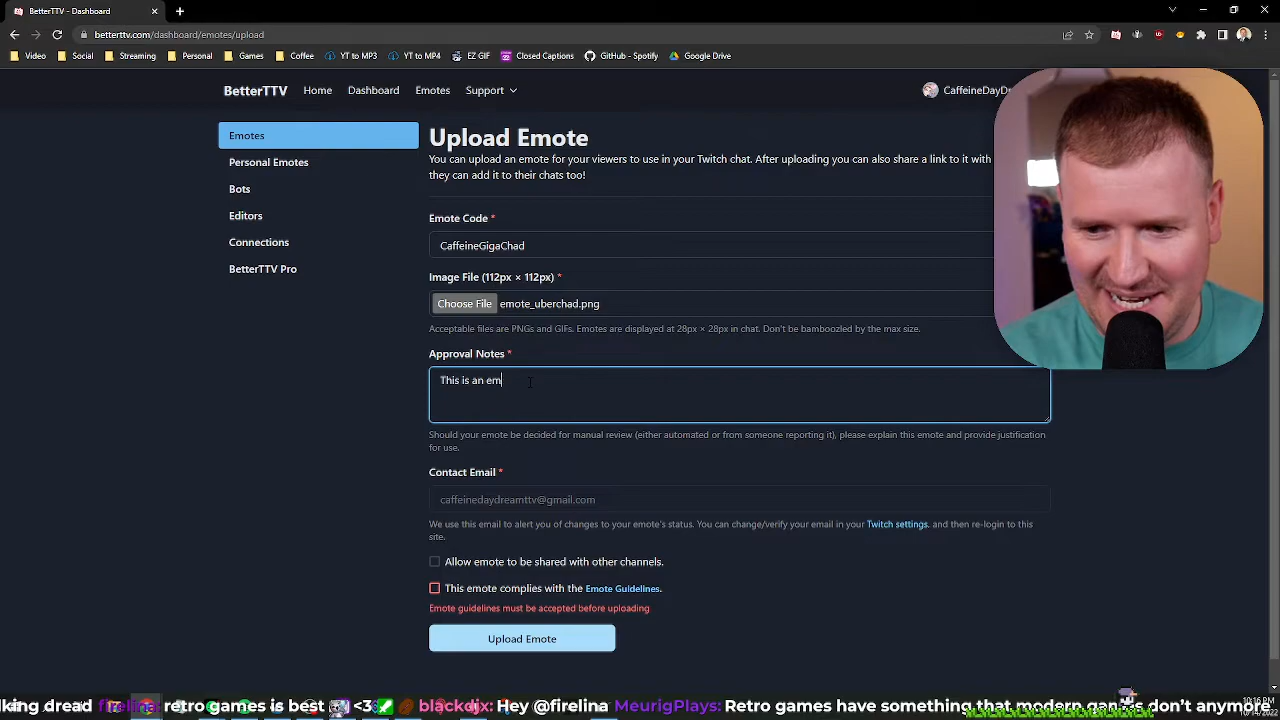 BetterTTV - Dashboard
betterttv.com/dashboard/emotes/upload
Video Social Streaming Personal Games Coffee YT to MP3 YT to MP4 EZ GIF Closed Captions GitHub - Spotify Google Drive
BetterTTV Home Dashboard Emotes Support CaffeineDayDr
Emotes
Personal Emotes
Bots
Editors
Connections
BetterTTV Pro
Upload Emote
You can upload an emote for your viewers to use in your Twitch chat. After uploading you can also share a link to it with
they can add it to their chats too!
Emote Code *
CaffeineGigaChad
Image File (112px × 112px) *
Choose File emote_uberchad.png
Acceptable files are PNGs and GIFs. Emotes are displayed at 28px × 28px in chat. Don't be bamboozled by the max size.
Approval Notes *
This is an em
Should your emote be decided for manual review (either automated or from someone reporting it), please explain this emote and provide justification
for use.
Contact Email *
caffeinedaydreamttv@gmail.com
We use this email to alert you of changes to your emote's status. You can change/verify your email in your Twitch settings. and then re-login to this
site.
Allow emote to be shared with other channels.
This emote complies with the Emote Guidelines.
Emote guidelines must be accepted before uploading
Upload Emote
10:16 PM
lking dread firelina: retro games is best <3 blackdjx: Hey @firelina MeurigPlays: Retro games have something that modern games don't anymor